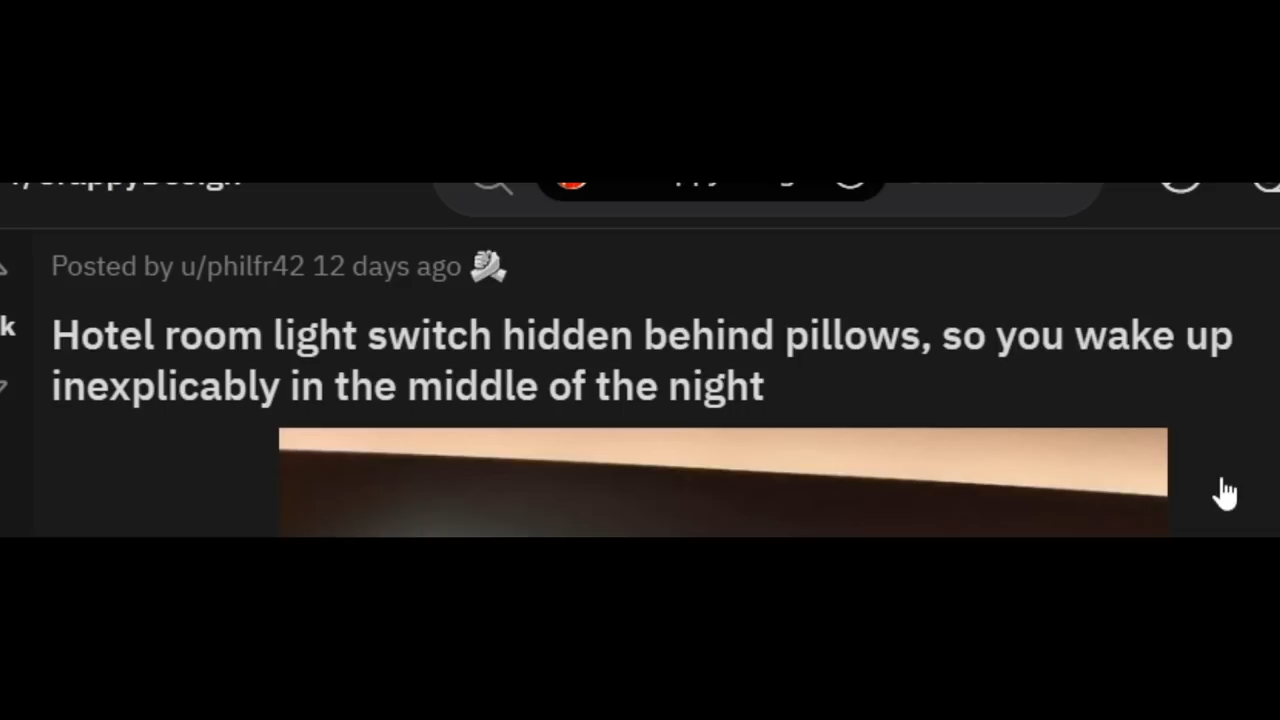 Posted by u/philfr42 12 days ago
Hotel room light switch hidden behind pillows, so you wake up
inexplicably in the middle of the night